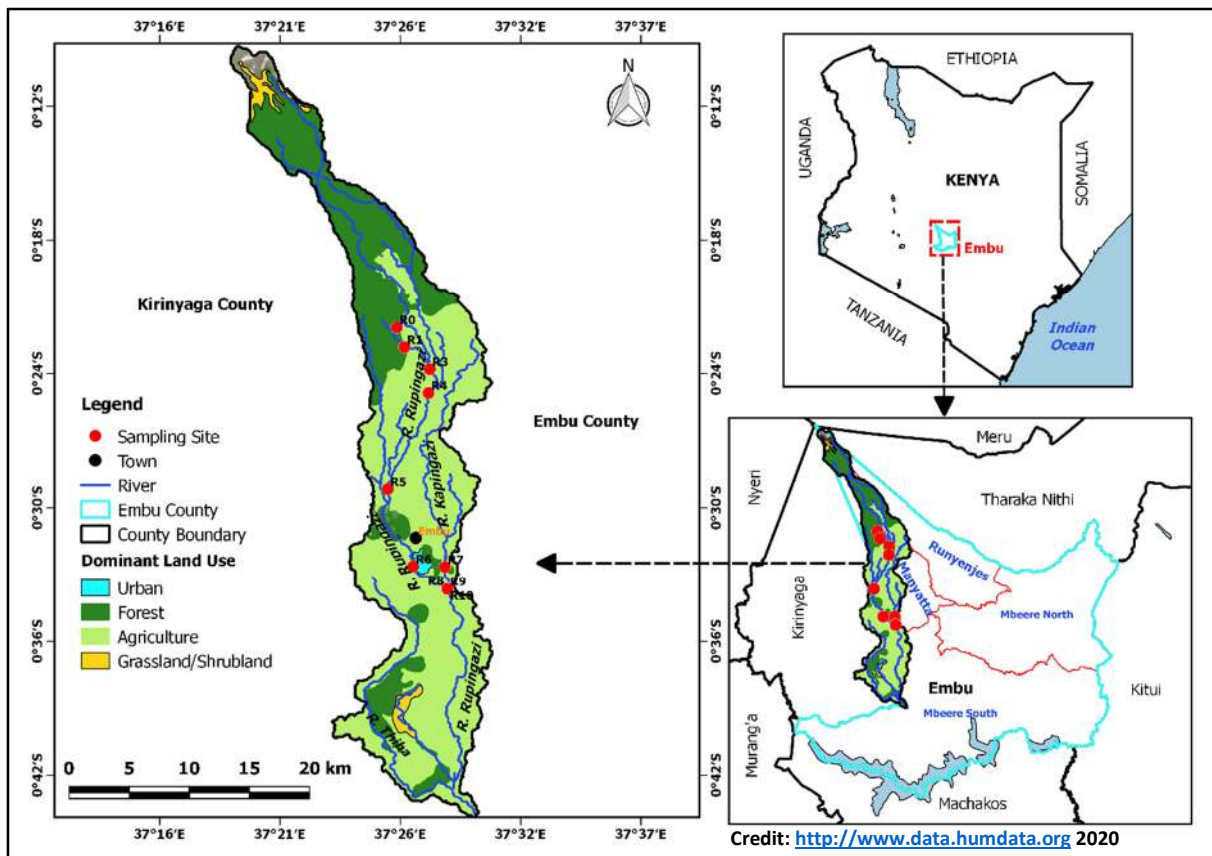 37°16'E 37°21'E 37°26'E 37°32'E 37°37'E
0°12'S
0°18'S
0°24'S
0°30'S
0°36'S
0°42'S
N
Kirinyaga County
Embu County
R0
R1
R3
R4
R. Rupingazi
R. Kapingazi
R5
Embu
R. Rupingazi
R6
R7
R8
R9
R10
R. Rupingazi
R. Thiba
Legend
Sampling Site
Town
River
Embu County
County Boundary
Dominant Land Use
Urban
Forest
Agriculture
Grassland/Shrubland
0 5 10 15 20 km
37°16'E 37°21'E 37°26'E 37°32'E 37°37'E
0°12'S
0°18'S
0°24'S
0°30'S
0°36'S
0°42'S
ETHIOPIA
UGANDA
KENYA
SOMALIA
Embu
TANZANIA
Indian
Ocean
Meru
Nyeri
Tharaka Nithi
Runyenjes
Manyatta
Mbeere North
Kirinyaga
Embu
Kitui
Mbeere South
Murang'a
Machakos
Credit: http://www.data.humdata.org 2020